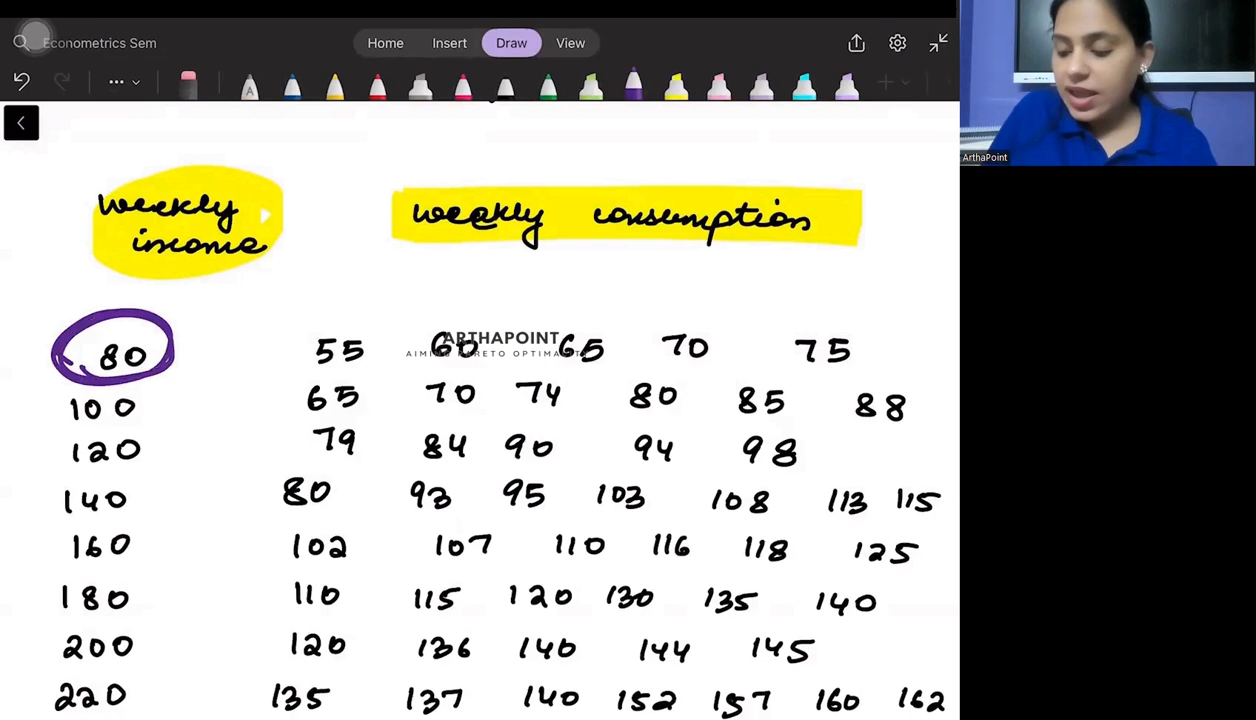 Econometrics Sem
Home Insert Draw View
A
ArthaPoint
weekly income
weekly consumption
ARTHAPOINT
80 55 60 65 70 75
100 65 70 74 80 85 88
120 79 84 90 94 98
140 80 93 95 103 108 113 115
160 102 107 110 116 118 125
180 110 115 120 130 135 140
200 120 136 140 144 145
220 135 137 140 152 157 160 162